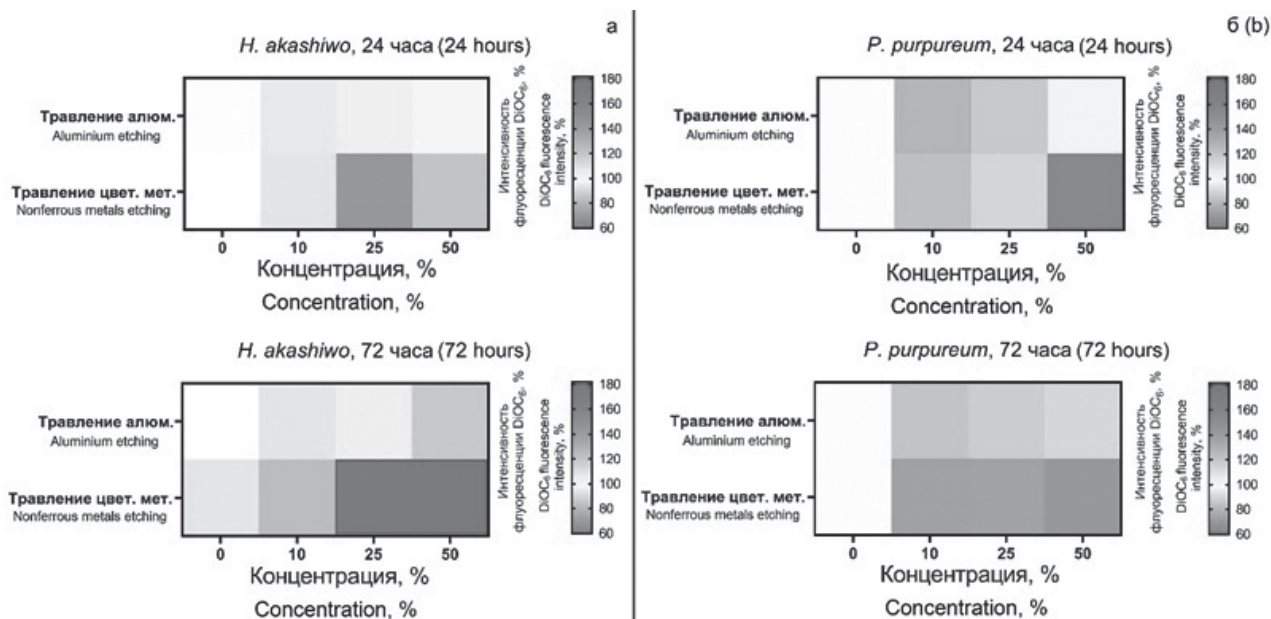 а
H. akashiwo, 24 часа (24 hours)
Травление алюм.
Aluminium etching
Травление цвет. мет.
Nonferrous metals etching
0 10 25 50
Концентрация, %
Concentration, %
Интенсивность
флуоресценции DiOC₆, %
DiOC₆ fluorescence
intensity, %
180
160
140
120
100
80
60
б (b)
P. purpureum, 24 часа (24 hours)
Травление алюм.
Aluminium etching
Травление цвет. мет.
Nonferrous metals etching
0 10 25 50
Концентрация, %
Concentration, %
Интенсивность
флуоресценции DiOC₆, %
DiOC₆ fluorescence
intensity, %
180
160
140
120
100
80
60
H. akashiwo, 72 часа (72 hours)
Травление алюм.
Aluminium etching
Травление цвет. мет.
Nonferrous metals etching
0 10 25 50
Концентрация, %
Concentration, %
Интенсивность
флуоресценции DiOC₆, %
DiOC₆ fluorescence
intensity, %
180
160
140
120
100
80
60
P. purpureum, 72 часа (72 hours)
Травление алюм.
Aluminium etching
Травление цвет. мет.
Nonferrous metals etching
0 10 25 50
Концентрация, %
Concentration, %
Интенсивность
флуоресценции DiOC₆, %
DiOC₆ fluorescence
intensity, %
180
160
140
120
100
80
60